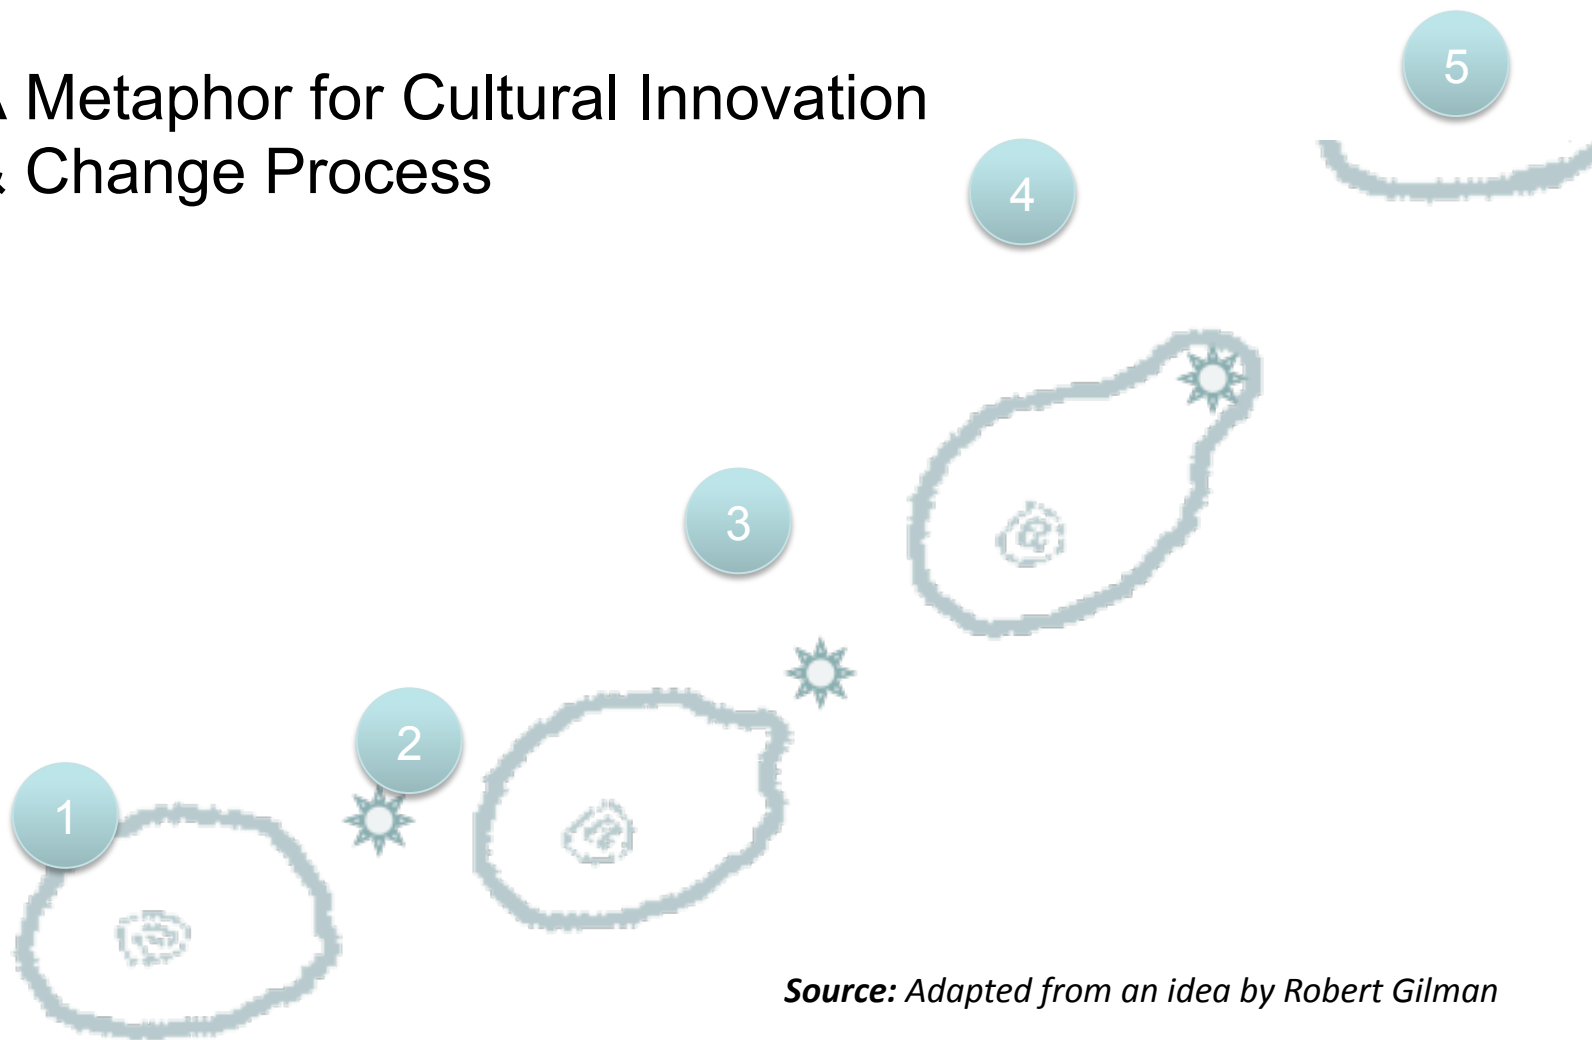 A Metaphor for Cultural Innovation
& Change Process
5
4
3
2
1
Source: Adapted from an idea by Robert Gilman